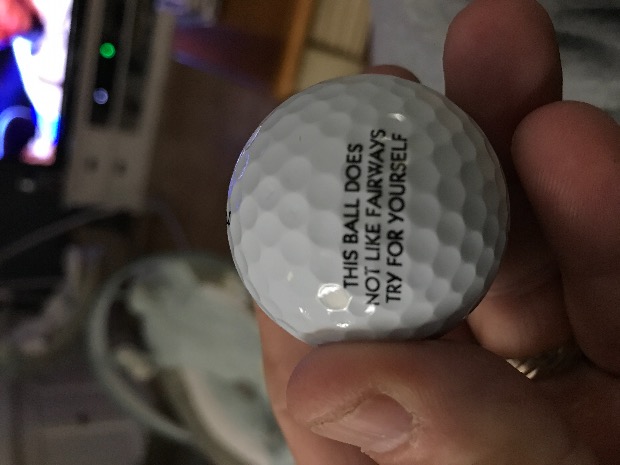 THIS BALL DOES
NOT LIKE FAIRWAYS
TRY FOR YOURSELF